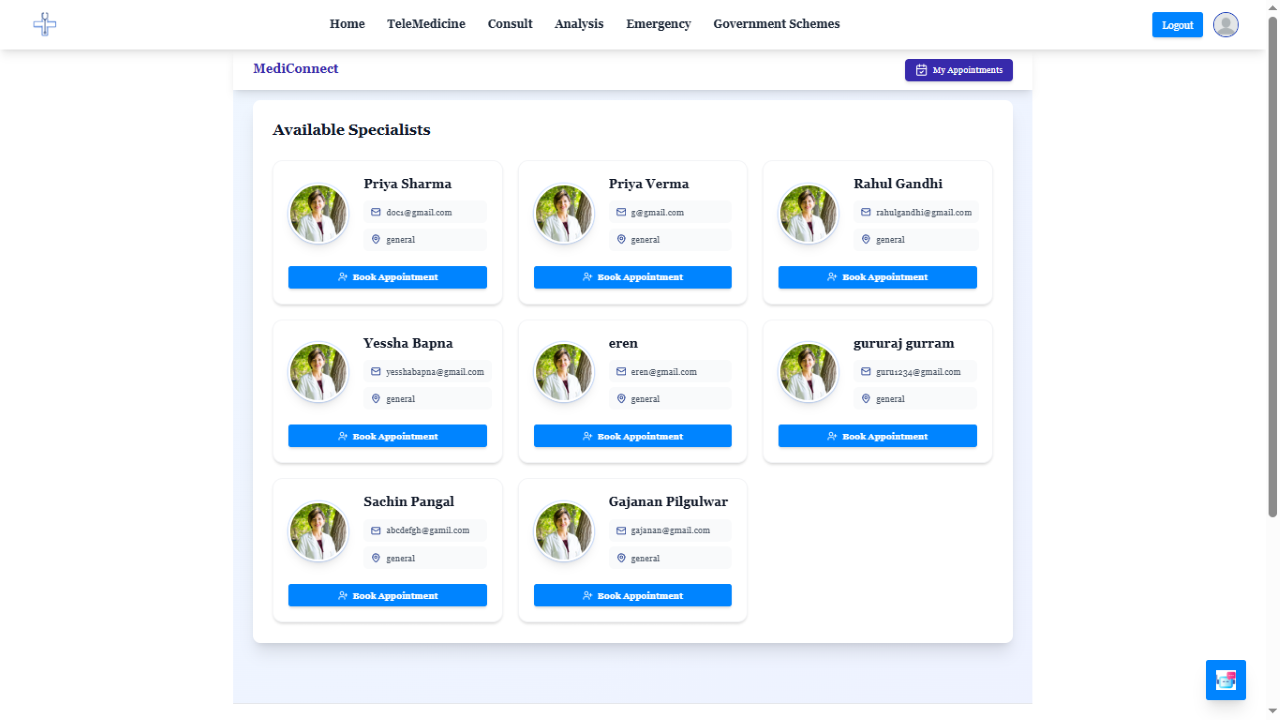 Home TeleMedicine Consult Analysis Emergency Government Schemes Logout
MediConnect My Appointments
Available Specialists
Priya Sharma
doc1@gmail.com
general
Book Appointment
Priya Verma
g@gmail.com
general
Book Appointment
Rahul Gandhi
rahulgandhi@gmail.com
general
Book Appointment
Yessha Bapna
yesshabapna@gmail.com
general
Book Appointment
eren
eren@gmail.com
general
Book Appointment
gururaj gurram
guru1234@gmail.com
general
Book Appointment
Sachin Pangal
abcdefgh@gamil.com
general
Book Appointment
Gajanan Pilgulwar
gajanan@gmail.com
general
Book Appointment